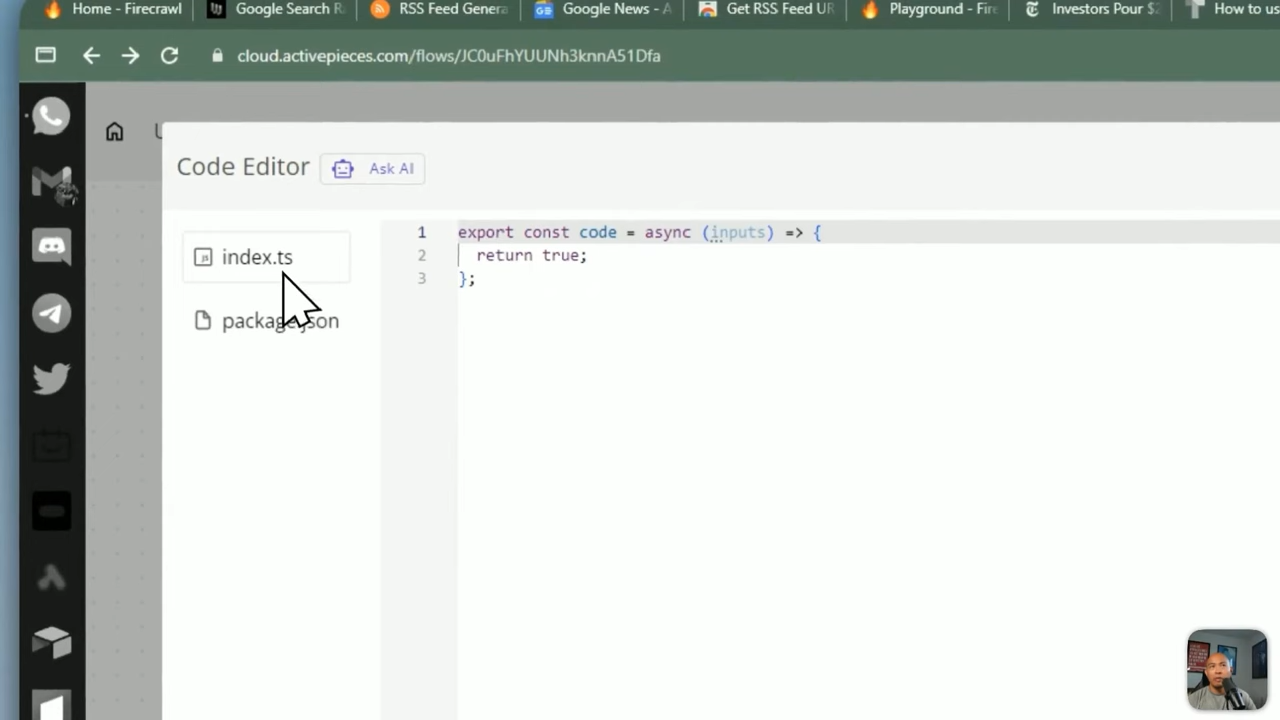 Home - Firecrawl
Google Search R
RSS Feed Genera
Google News - A
Get RSS Feed UR
Playground - Fire
Investors Pour $2
How to us
cloud.activepieces.com/flows/JC0uFhYUUNh3knnA51Dfa
Code Editor
Ask AI
index.ts
package.json
1 export const code = async (inputs) => {
2 return true;
3 };